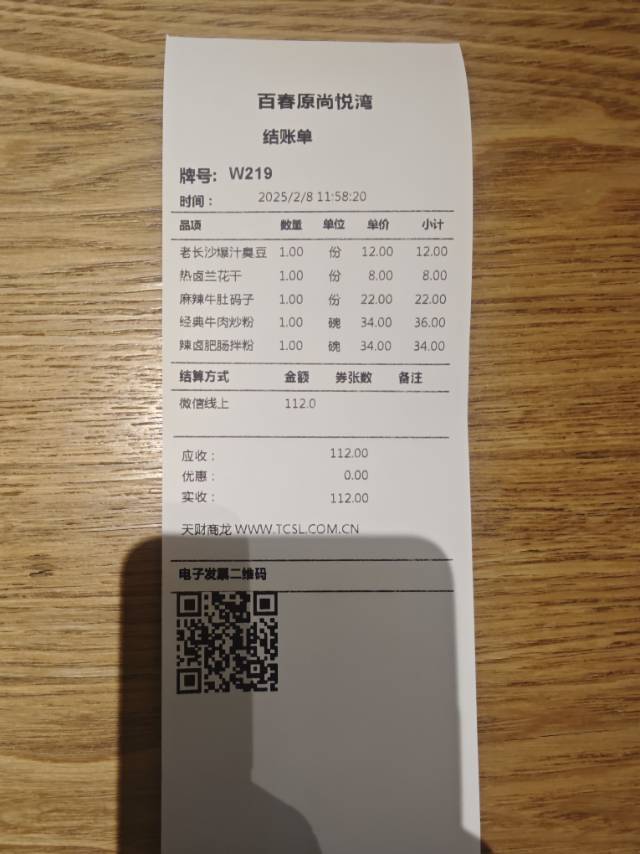 百春原尚悦湾
结账单
牌号: W219
时间： 2025/2/8 11:58:20
品项 数量 单位 单价 小计
老长沙爆汁臭豆 1.00 份 12.00 12.00
热卤兰花干 1.00 份 8.00 8.00
麻辣牛肚码子 1.00 份 22.00 22.00
经典牛肉炒粉 1.00 碗 34.00 36.00
辣卤肥肠拌粉 1.00 碗 34.00 34.00
结算方式 金额 券张数 备注
微信线上 112.0
应收： 112.00
优惠： 0.00
实收： 112.00
天财商龙 WWW.TCSL.COM.CN
电子发票二维码